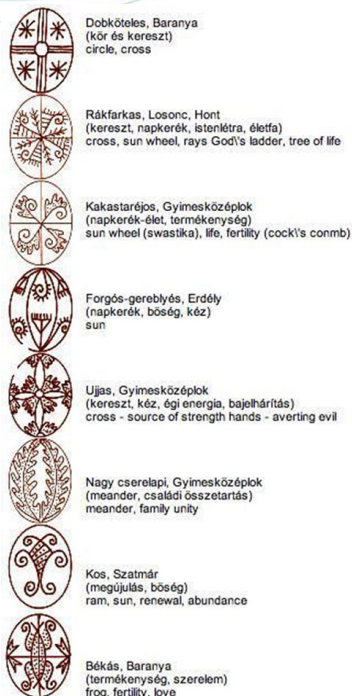 Dobköteles, Baranya
(kör és kereszt)
circle, cross
Rákfarkas, Losonc, Hont
(kereszt, napkerék, istenlétra, életfa)
cross, sun wheel, rays God\'s ladder, tree of life
Kakastaréjos, Gyimesközéplok
(napkerék-élet, termékenység)
sun wheel (swastika), life, fertility (cock\'s conmb)
Forgós-gereblyés, Erdély
(napkerék, böség, kéz)
sun
Ujjas, Gyimesközéplok
(kereszt, kéz, égi energia, bajelhárítás)
cross - source of strength hands - averting evil
Nagy cserelapi, Gyimesközéplok
(meander, családi összetartás)
meander, family unity
Kos, Szatmár
(megújulás, böség)
ram, sun, renewal, abundance
Békás, Baranya
(termékenység, szerelem)
frog, fertility, love